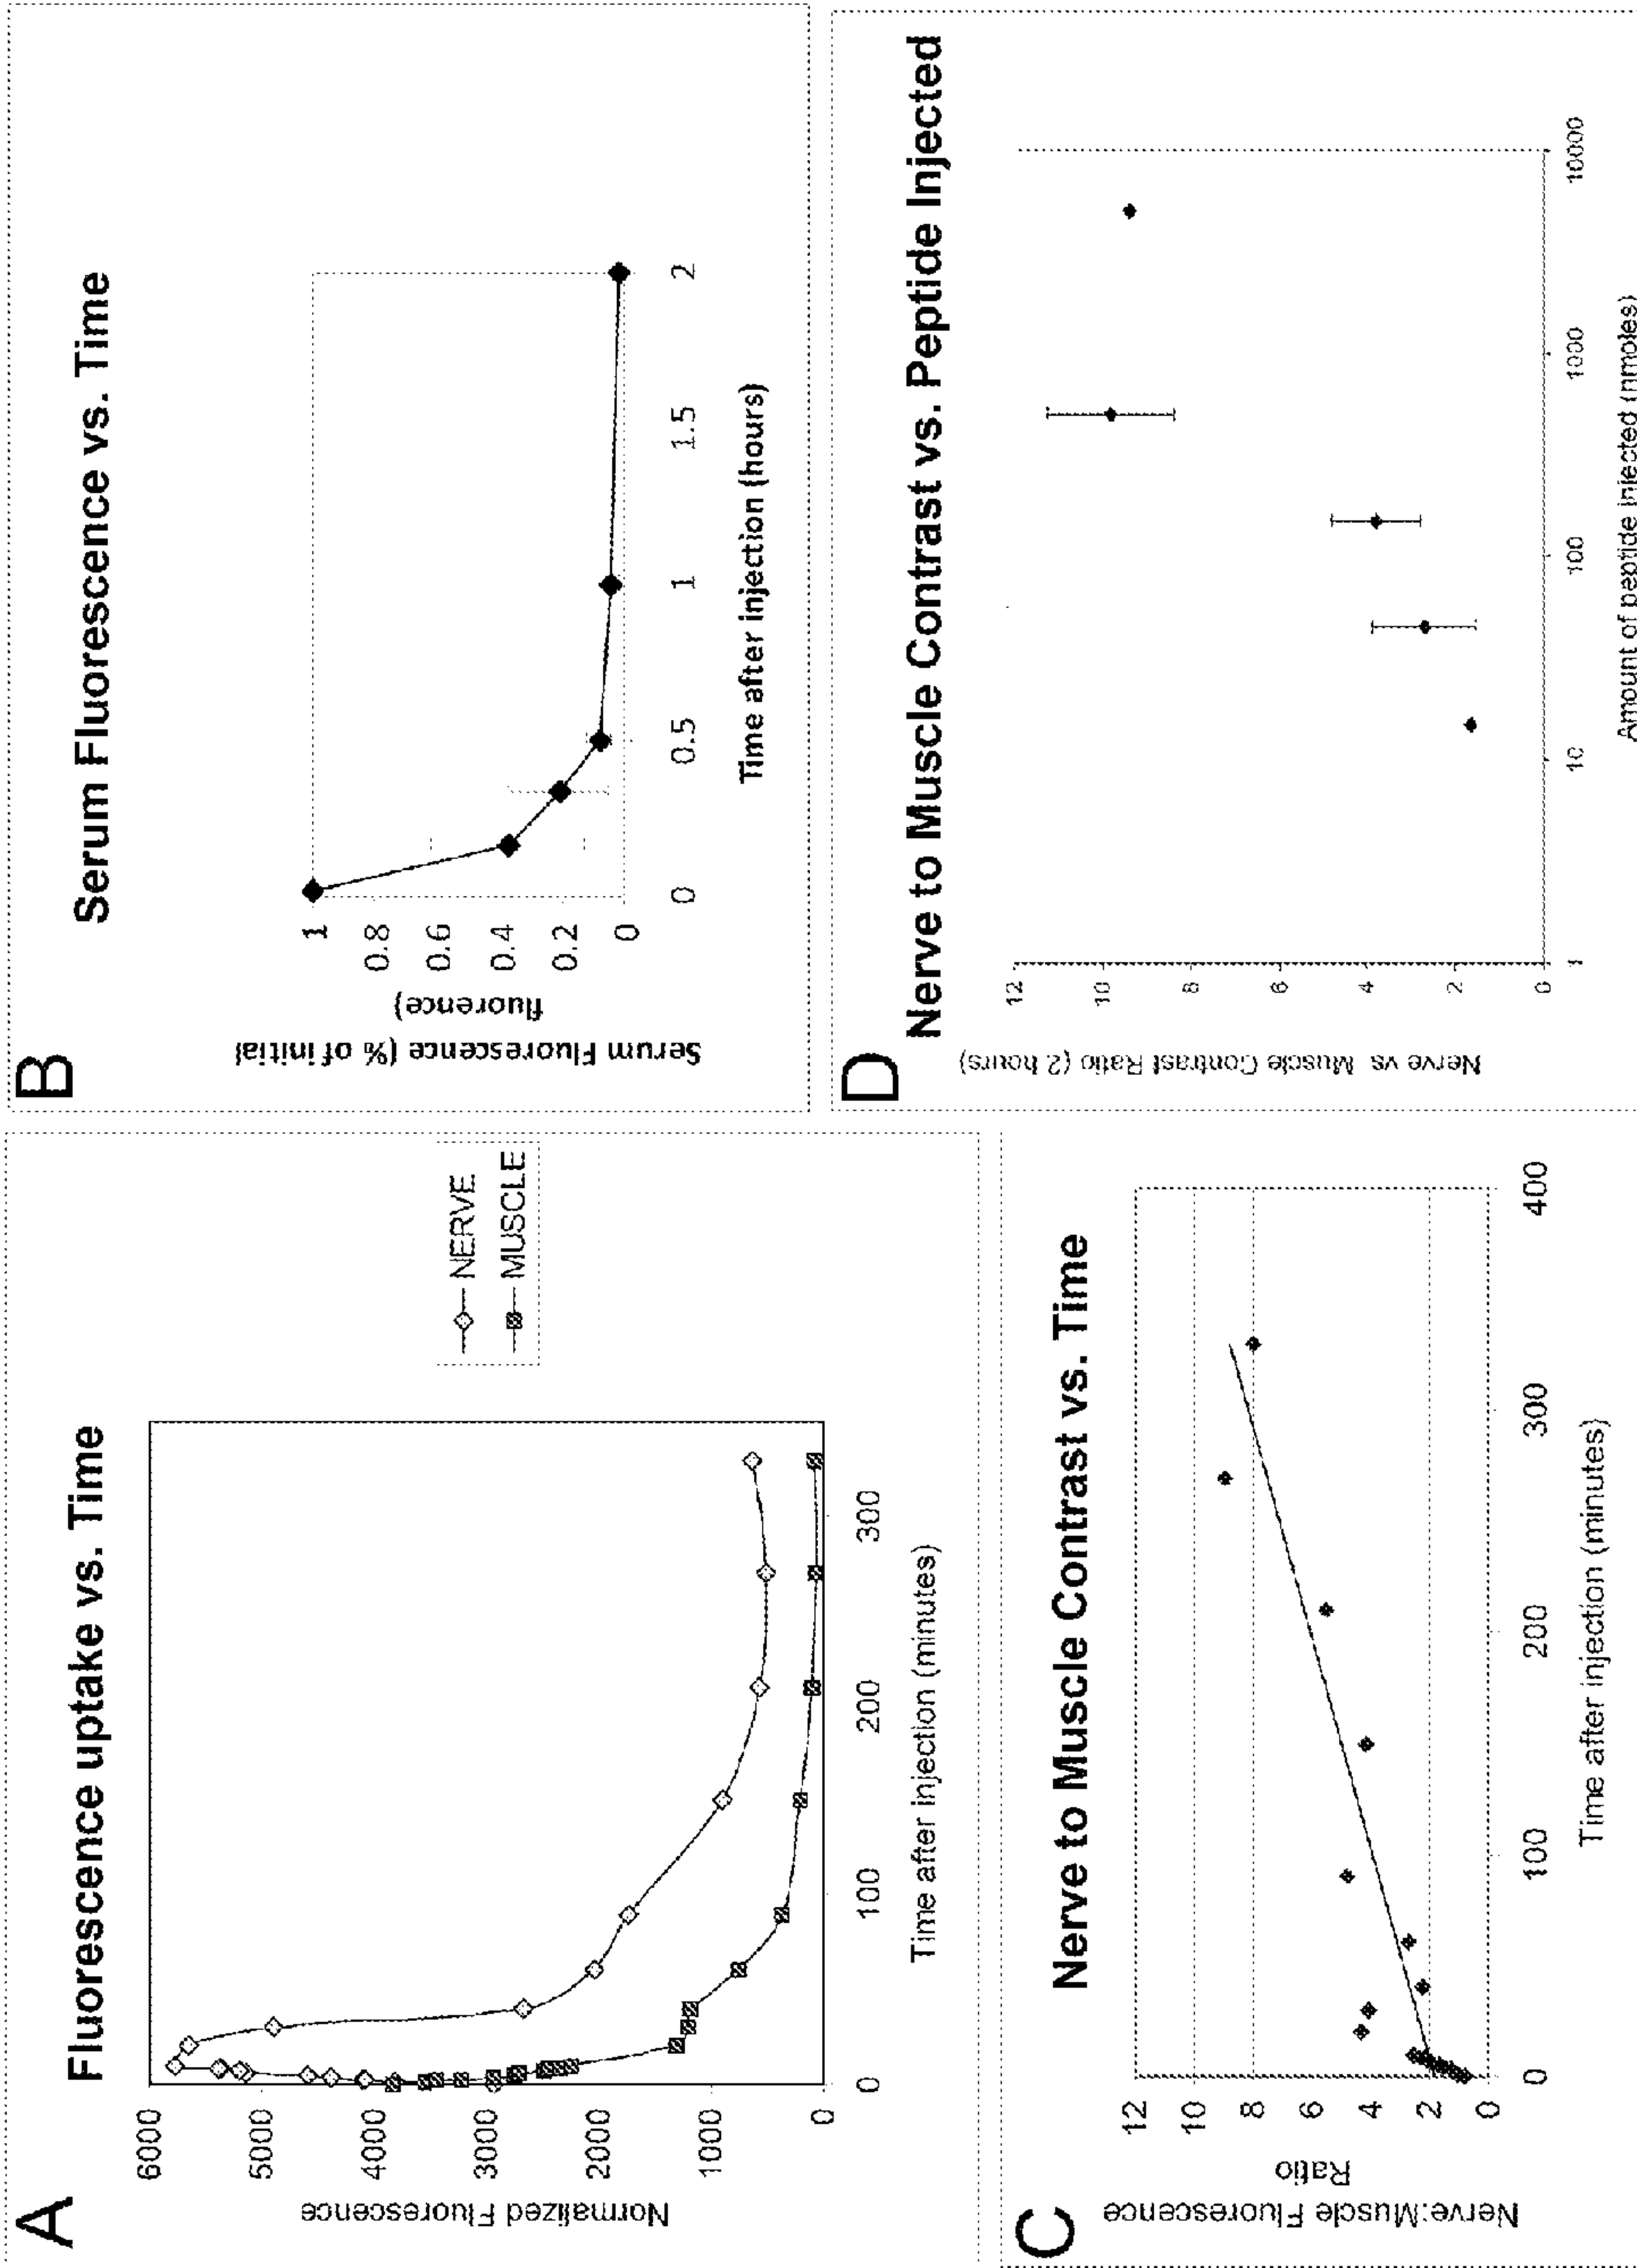 A
Fluorescence uptake vs. Time
6000
5000
4000
3000
2000
1000
0
Normalized Fluorescence
0
100
200
300
Time after injection (minutes)
NERVE
MUSCLE
B
Serum Fluorescence vs. Time
1
0.8
0.6
0.4
0.2
0
Serum Fluorescence (% of initial
fluorence)
0
0.5
1
1.5
2
Time after injection (hours)
C
Nerve to Muscle Contrast vs. Time
12
10
8
6
4
2
0
Nerve:Muscle Fluorescence
Ratio
0
100
200
300
400
Time after injection (minutes)
D
Nerve to Muscle Contrast vs. Peptide Injected
12
10
8
6
4
2
0
Nerve vs Muscle Contrast Ratio (2 hours)
1
10
100
1000
10000
Amount of peptide injected (nmoles)